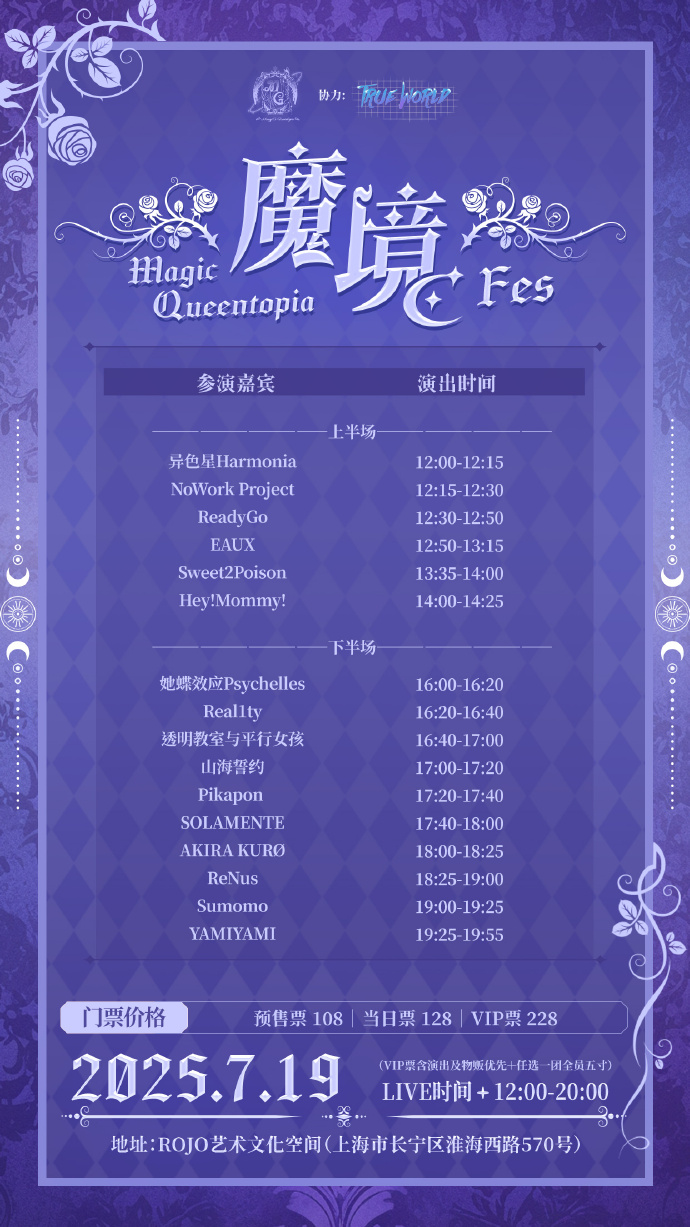 协力:
TRUE WORLD
魔境
Magic
Queentopia
Fes
参演嘉宾 演出时间
上半场
异色星Harmonia 12:00-12:15
NoWork Project 12:15-12:30
ReadyGo 12:30-12:50
EAUX 12:50-13:15
Sweet2Poison 13:35-14:00
Hey!Mommy! 14:00-14:25
下半场
她蝶效应Psychelles 16:00-16:20
Real1ty 16:20-16:40
透明教室与平行女孩 16:40-17:00
山海誓约 17:00-17:20
Pikapon 17:20-17:40
SOLAMENTE 17:40-18:00
AKIRA KURØ 18:00-18:25
ReNus 18:25-19:00
Sumomo 19:00-19:25
YAMIYAMI 19:25-19:55
门票价格 预售票 108 | 当日票 128 | VIP票 228
2025.7.19
(VIP票含演出及物贩优先+任选一团全员五寸)
LIVE时间+12:00-20:00
地址:ROJO艺术文化空间(上海市长宁区淮海西路570号)